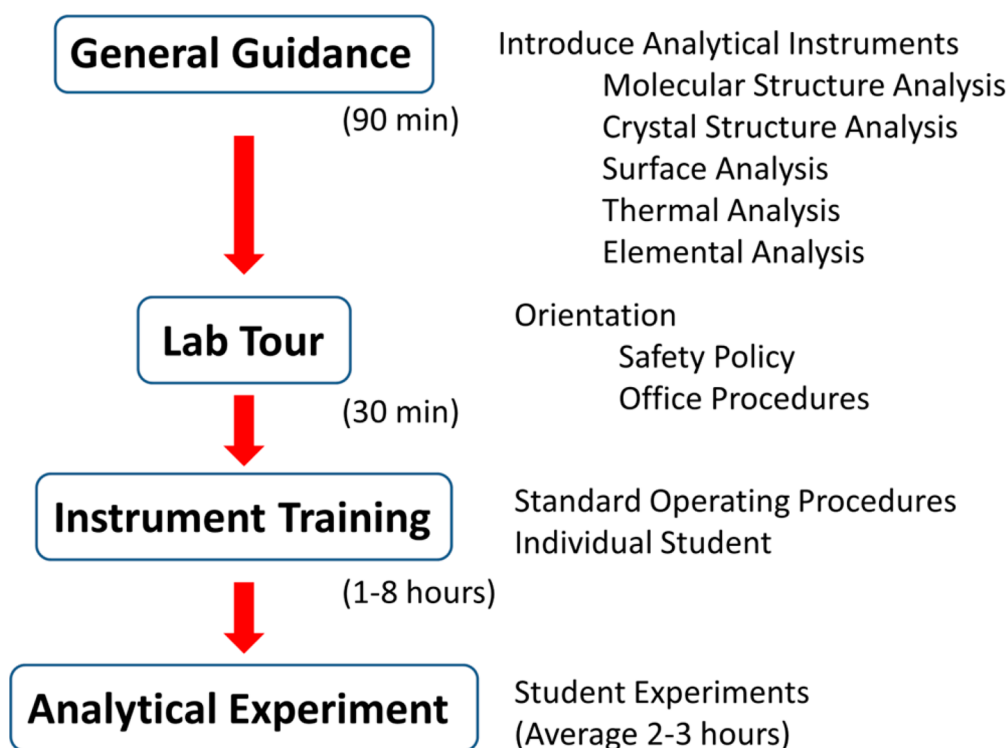 General Guidance
(90 min)
Introduce Analytical Instruments
Molecular Structure Analysis
Crystal Structure Analysis
Surface Analysis
Thermal Analysis
Elemental Analysis
Lab Tour
(30 min)
Orientation
Safety Policy
Office Procedures
Instrument Training
(1-8 hours)
Standard Operating Procedures
Individual Student
Analytical Experiment
Student Experiments
(Average 2-3 hours)